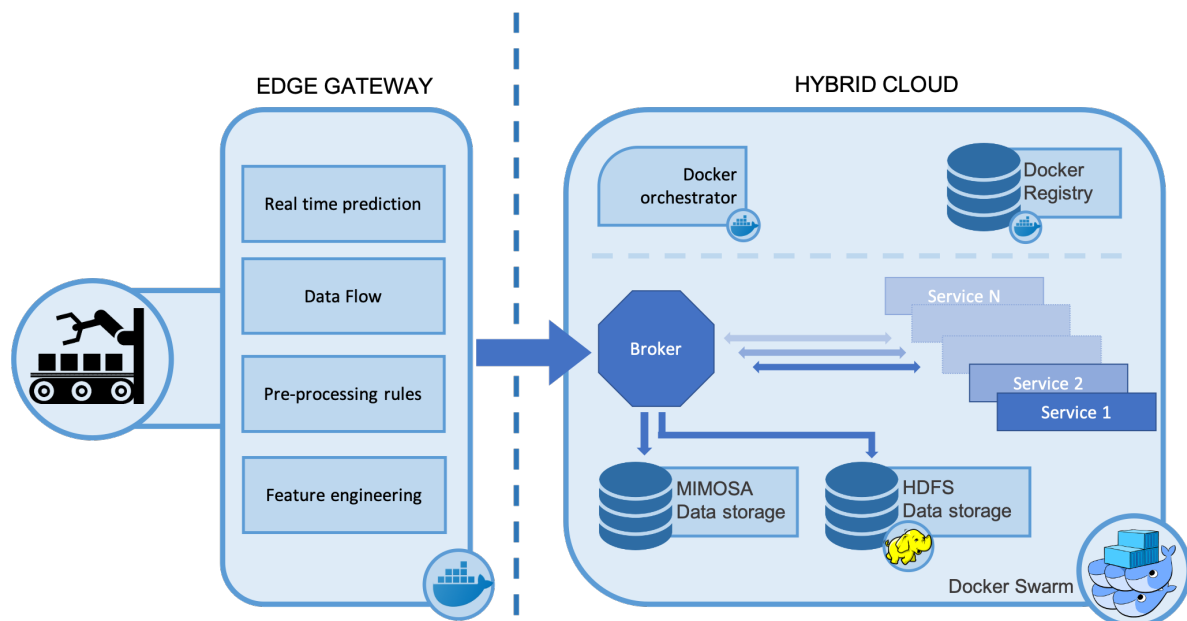 EDGE GATEWAY
Real time prediction
Data Flow
Pre-processing rules
Feature engineering
HYBRID CLOUD
Docker
orchestrator
Docker
Registry
Broker
Service N
Service 2
Service 1
MIMOSA
Data storage
HDFS
Data storage
Docker Swarm